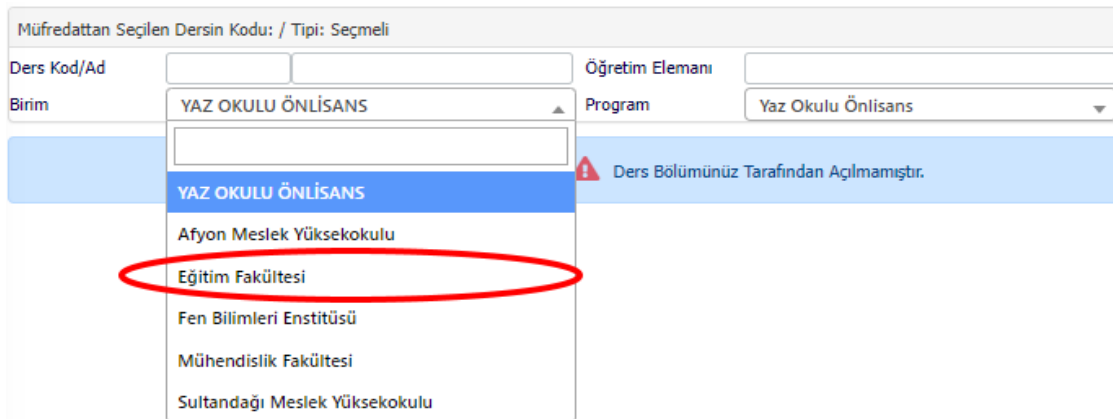 Müfredattan Seçilen Dersin Kodu: / Tipi: Seçmeli
Ders Kod/Ad
Öğretim Elemanı
Birim
YAZ OKULU ÖNLİSANS
Program
Yaz Okulu Önlisans
Ders Bölümünüz Tarafından Açılmamıştır.
YAZ OKULU ÖNLİSANS
Afyon Meslek Yüksekokulu
Eğitim Fakültesi
Fen Bilimleri Enstitüsü
Mühendislik Fakültesi
Sultandağı Meslek Yüksekokulu